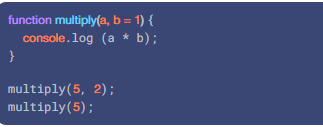 function multiply(a, b = 1) {
  console.log (a * b);
}

multiply(5, 2);
multiply(5);